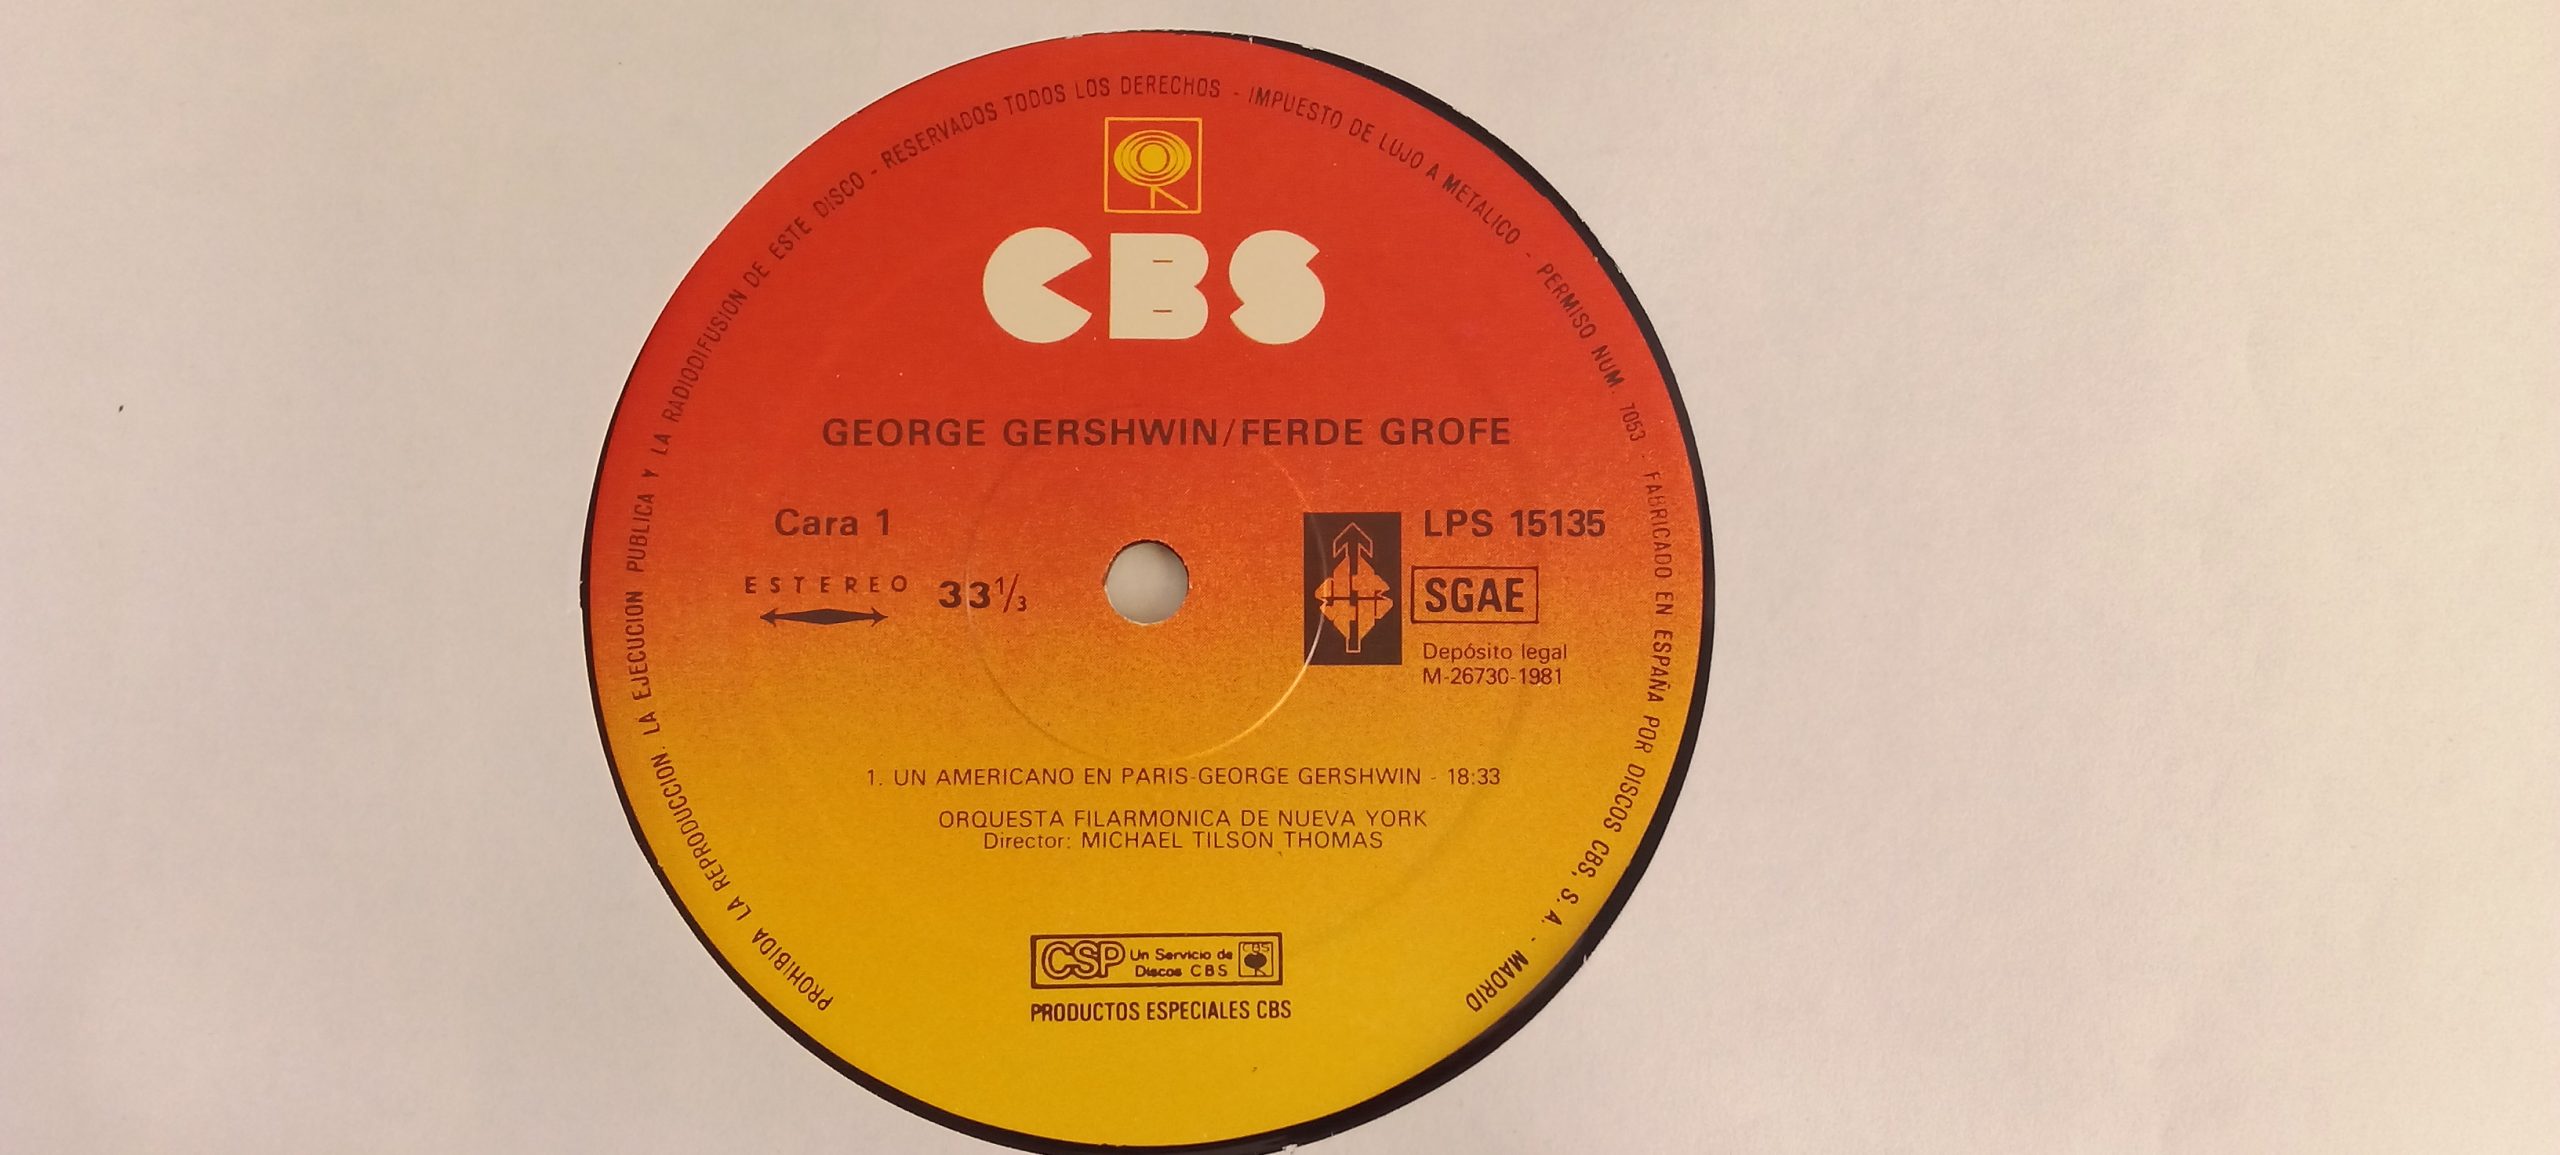 PROHIBIDA LA REPRODUCCION. LA EJECUCION PUBLICA Y LA RADIODIFUSION DE ESTE DISCO - RESERVADOS TODOS LOS DERECHOS - IMPUESTO DE LUJO A METALICO - PERMISO NUM. 7053 - FABRICADO EN ESPAÑA POR DISCOS CBS, S. A. - MADRID
CBS
GEORGE GERSHWIN/FERDE GROFE
Cara 1
ESTEREO
33 1/3
LPS 15135
SGAE
Depósito legal
M-26730-1981
1. UN AMERICANO EN PARIS-GEORGE GERSHWIN - 18:33
ORQUESTA FILARMONICA DE NUEVA YORK
Director: MICHAEL TILSON THOMAS
CSP Un Servicio de
Discos CBS
CBS
PRODUCTOS ESPECIALES CBS